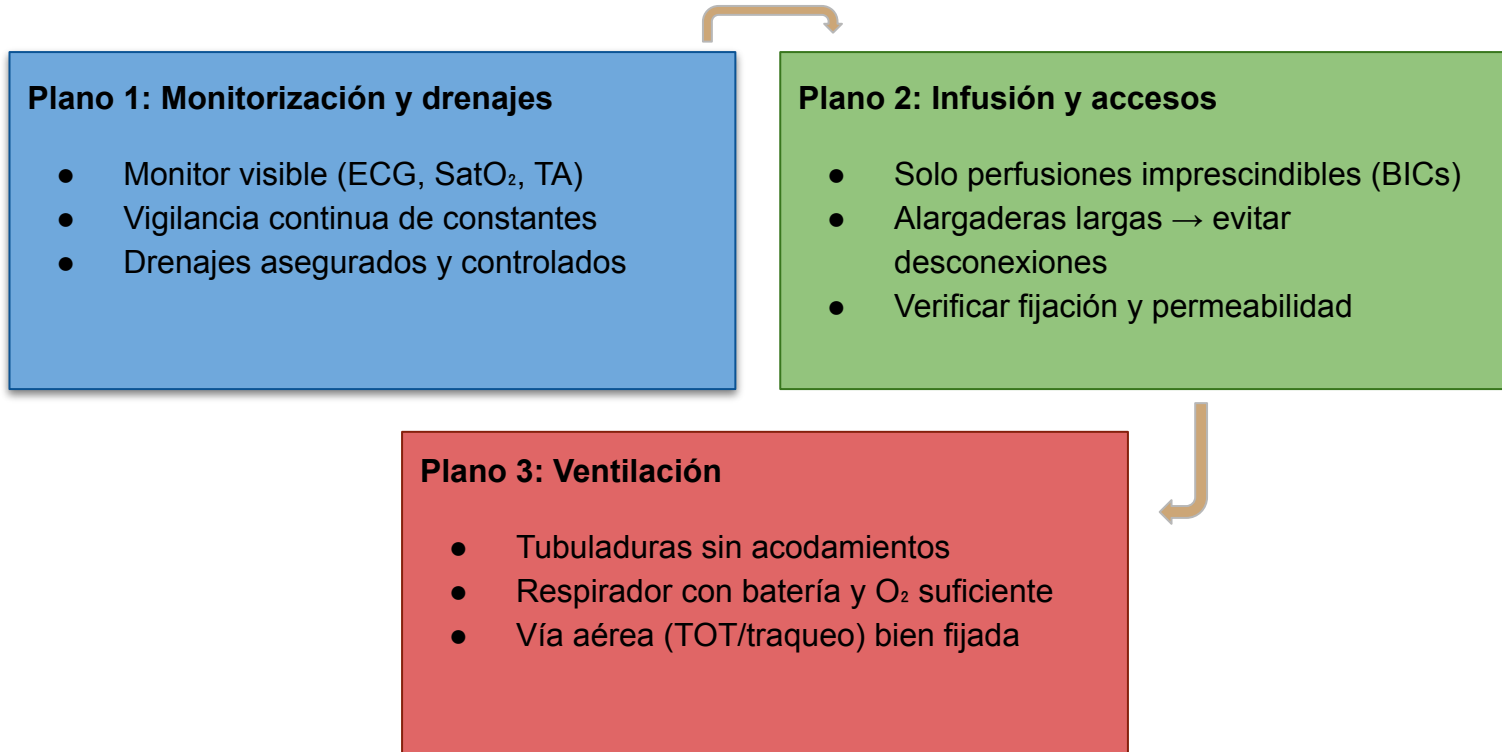 Plano 1: Monitorización y drenajes
● Monitor visible (ECG, SatO₂, TA)
● Vigilancia continua de constantes
● Drenajes asegurados y controlados
Plano 2: Infusión y accesos
● Solo perfusiones imprescindibles (BICs)
● Alargaderas largas → evitar
desconexiones
● Verificar fijación y permeabilidad
Plano 3: Ventilación
● Tubuladuras sin acodamientos
● Respirador con batería y O₂ suficiente
● Vía aérea (TOT/traqueo) bien fijada